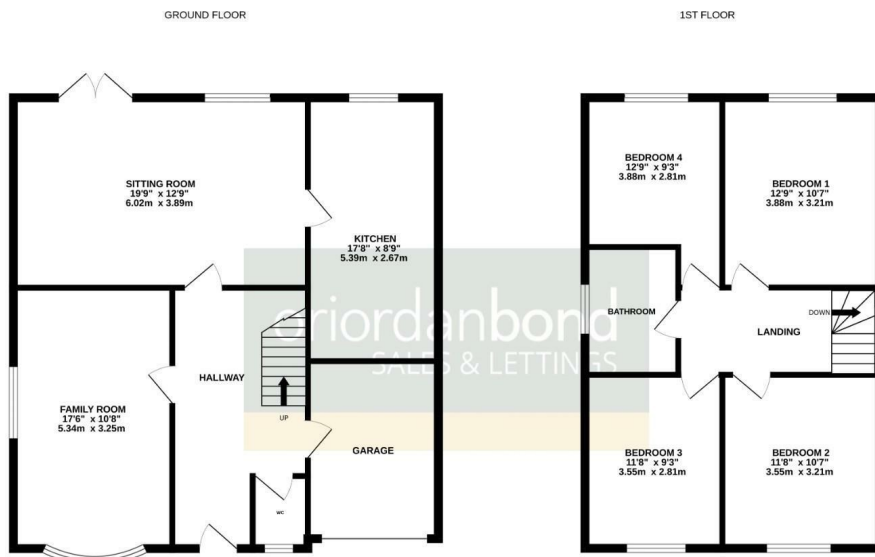 GROUND FLOOR
1ST FLOOR
SITTING ROOM
19'9" x 12'9"
6.02m x 3.89m
KITCHEN
17'8" x 8'9"
5.39m x 2.67m
HALLWAY
UP
FAMILY ROOM
17'6" x 10'8"
5.34m x 3.25m
GARAGE
WC
BEDROOM 4
12'9" x 9'3"
3.88m x 2.81m
BEDROOM 1
12'9" x 10'7"
3.88m x 3.21m
BATHROOM
DOWN
LANDING
BEDROOM 3
11'8" x 9'3"
3.55m x 2.81m
BEDROOM 2
11'8" x 10'7"
3.55m x 3.21m
oriordanbond
SALES & LETTINGS